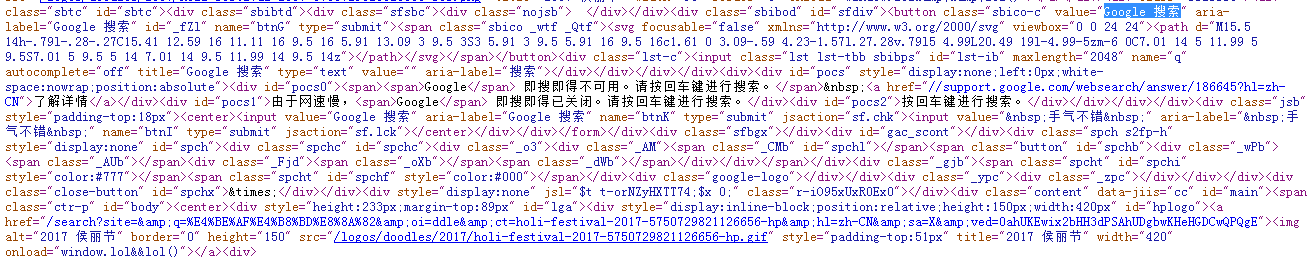 class="sbtc" id="sbtc"><div class="sbibtd"><div class="sfsbc"><div class="nojsb"> </div></div><div class="sbibod" id="sfdiv"><button class="sbico-c" value="Google 搜索" aria-
label="Google 搜索" id="_fZl" name="btnG" type="submit"><span class="sbico _wtf _Qtf"><svg focusable="false" xmlns="http://www.w3.org/2000/svg" viewbox="0 0 24 24"><path d="M15.5
14h-.79l-.28-.27C15.41 12.59 16 11.11 16 9.5 16 5.91 13.09 3 9.5 3S3 5.91 3 9.5 5.91 16 9.5 16c1.61 0 3.09-.59 4.23-1.57l.27.28v.79l5 4.99L20.49 19l-4.99-5zm-6 0C7.01 14 5 11.99 5
9.5S7.01 5 9.5 5 14 7.01 14 9.5 11.99 14 9.5 14z"></path></svg></span></button><div class="lst-c"><input class="lst lst-tbb sbibps" id="lst-ib" maxlength="2048" name="q"
autocomplete="off" title="Google 搜索" type="text" value="" aria-label="搜索"></div></div></div></div><div id="pocs" style="display:none;left:0px;white-
space:nowrap;position:absolute"><div id="pocs0"><span><span>Google</span> 即搜即得不可用。请按回车键进行搜索。</span>&nbsp;<a href="//support.google.com/websearch/answer/186645?hl=zh-
CN">了解详情</a></div><div id="pocs1">由于网速慢，<span>Google</span> 即搜即得已关闭。请按回车键进行搜索。</div><div id="pocs2">按回车键进行搜索。</div></div></div><div class="jsb"
style="padding-top:18px"><center><input value="Google 搜索" aria-label="Google 搜索" name="btnK" type="submit" jsaction="sf.chk"><input value="&nbsp;手气不错&nbsp;" aria-label="&nbsp;手
气不错&nbsp;" name="btnI" type="submit" jsaction="sf.lck"></center></div></div></form></div><div class="sfbgx"></div><div id="gac_scont"></div><div class="spch s2fp-h"
style="display:none" id="spch"><div class="spchc" id="spchc"><div class="_o3"><div class="_AM"><span class="_CMb" id="spchl"></span><span class="button" id="spchb"><div class="_wPb">
<span class="_AUb"></span><div class="_Fjd"><span class="_oXb"></span><span class="_dWb"></span></div></div></span></div><div class="_gjb"><span class="spcht" id="spchi"
style="color:#777"></span><span class="spcht" id="spchf" style="color:#000"></span></div><div class="google-logo"></div></div><div class="_ypc"><div class="_zpc"></div></div></div><div
class="close-button" id="spchx">&times;</div></div><div style="display:none" jsl="$t t-orNZyHXTT74;$x 0;" class="r-iO95xUxR0Ex0"></div><div class="content" data-jiis="cc" id="main"><span
class="ctr-p" id="body"><center><div style="height:233px;margin-top:89px" id="lga"><div style="display:inline-block;position:relative;height:150px;width:420px" id="hplogo"><a
href="/search?site=&amp;q=%E4%BE%AF%E4%B8%BD%E8%8A%82&amp;oi=ddle&amp;ct=holi-festival-2017-5750729821126656-hp&amp;hl=zh-CN&amp;sa=X&amp;ved=0ahUKEwix2bHH3dPSAhUDgbwKHeHGDCwQPQgE"><img
alt="2017 侯丽节" border="0" height="150" src="/logos/doodles/2017/holi-festival-2017-5750729821126656-hp.gif" style="padding-top:51px" title="2017 侯丽节" width="420"
onload="window.lol&&lol()"></a><div>